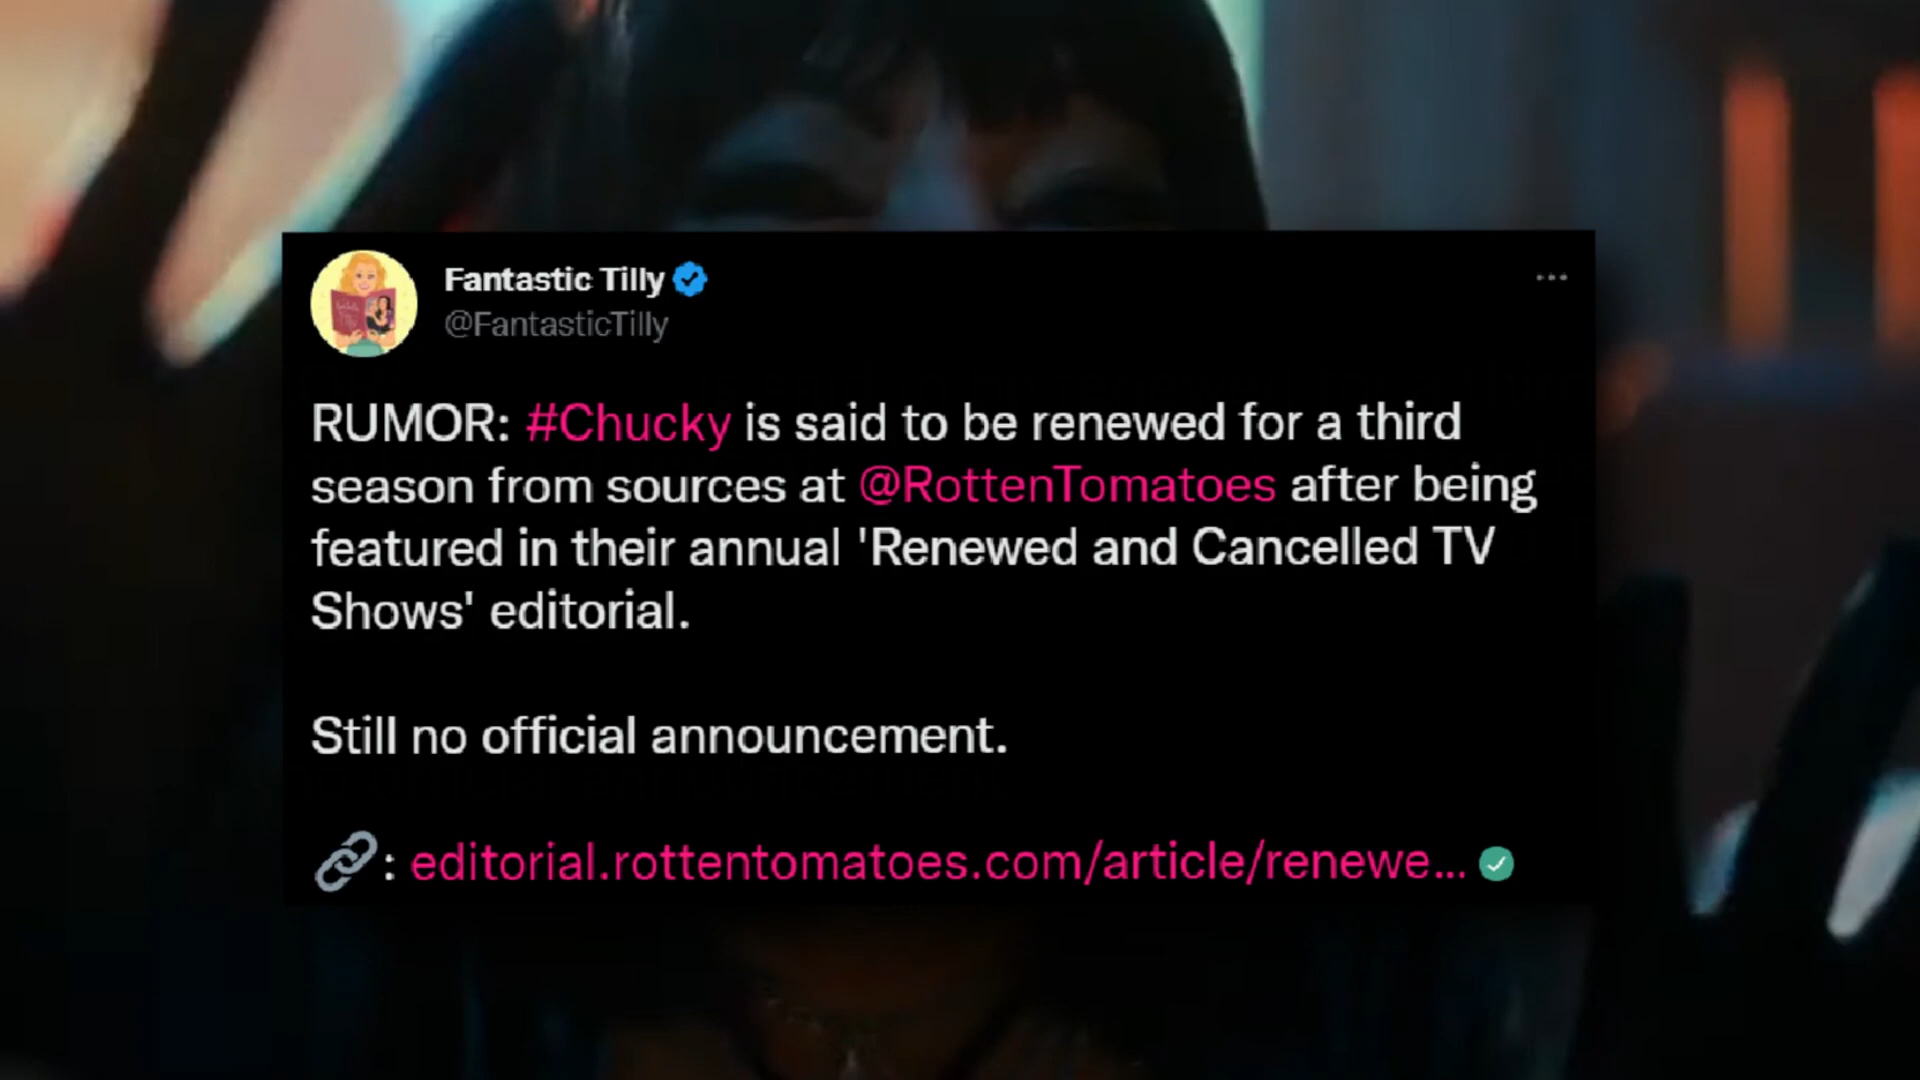 Fantastic Tilly
@FantasticTilly
RUMOR: #Chucky is said to be renewed for a third
season from sources at @RottenTomatoes after being
featured in their annual 'Renewed and Cancelled TV
Shows' editorial.
Still no official announcement.
: editorial.rottentomatoes.com/article/renewe...